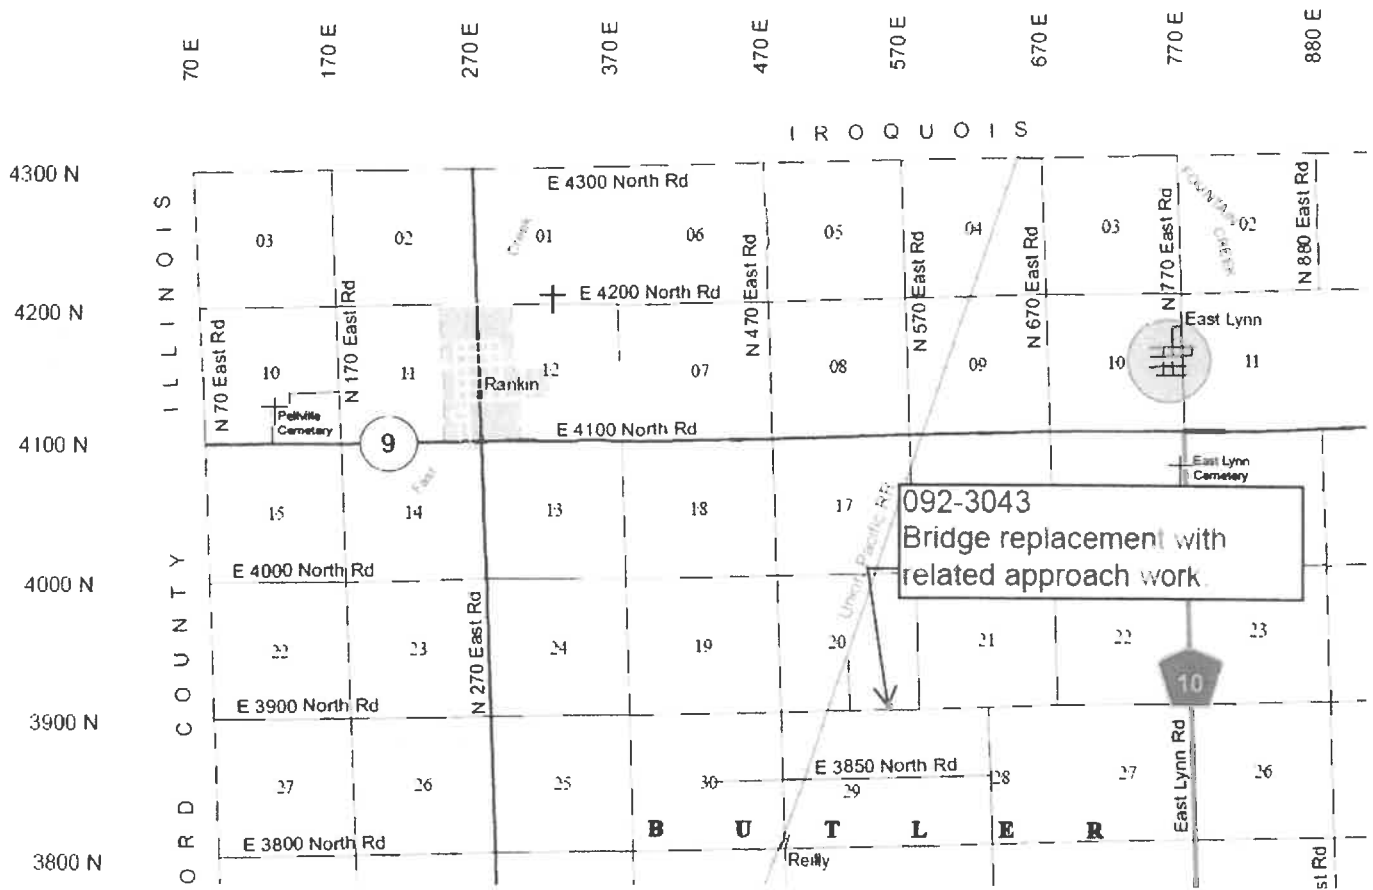 70 E
170 E
270 E
370 E
470 E
570 E
670 E
770 E
880 E
I R O Q U O I S
4300 N
4200 N
4100 N
4000 N
3900 N
3800 N
I L L I N O I S
O R D C O U N T Y
E 4300 North Rd
03
02
Creek
01
06
05
04
03
FOUNTAIN CREEK
02
N 470 East Rd
N 570 East Rd
N 670 East Rd
N 770 East Rd
N 880 East Rd
E 4200 North Rd
N 70 East Rd
N 170 East Rd
10
11
12
07
08
09
10
11
East Lynn
Rankin
Pellville
Cemetery
9
E 4100 North Rd
East Lynn
Cemetery
15
14
13
18
17
Union Pacific RR
092-3043
Bridge replacement with
related approach work.
E 4000 North Rd
22
23
24
19
20
21
22
23
N 270 East Rd
10
E 3900 North Rd
27
26
25
30
29
28
27
26
E 3850 North Rd
East Lynn Rd
B U T L E R
E 3800 North Rd
Reilly
st Rd